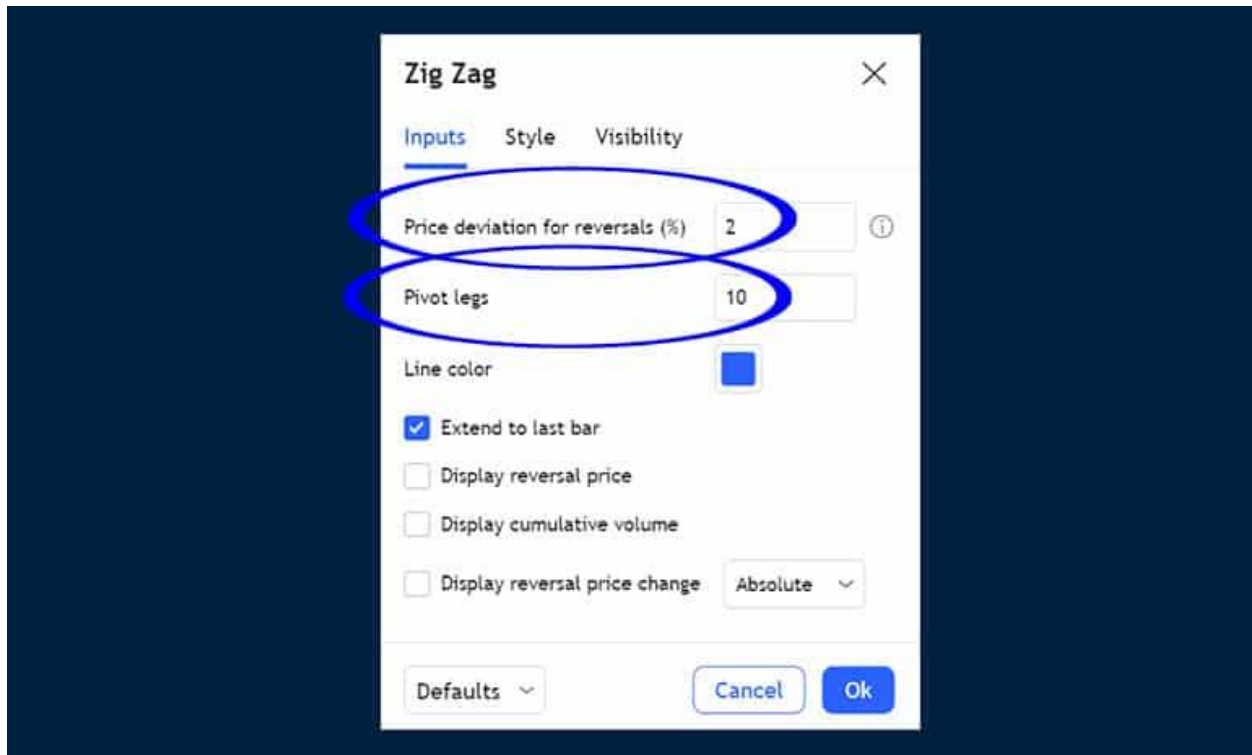 Zig Zag
Inputs Style Visibility
Price deviation for reversals (%) 2
Pivot legs 10
Line color
Extend to last bar
Display reversal price
Display cumulative volume
Display reversal price change Absolute
Defaults Cancel Ok